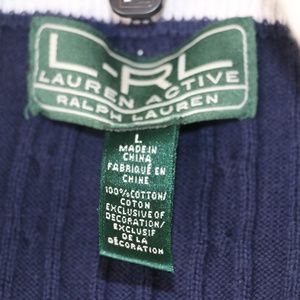 L-RL
LAUREN ACTIVE
RALPH LAUREN
L
MADE IN
CHINA
FABRIQUÉ EN
CHINE
100% COTTON/
COTON
EXCLUSIVE OF
DECORATION/
EXCLUSIF
DE LA
DÉCORATION